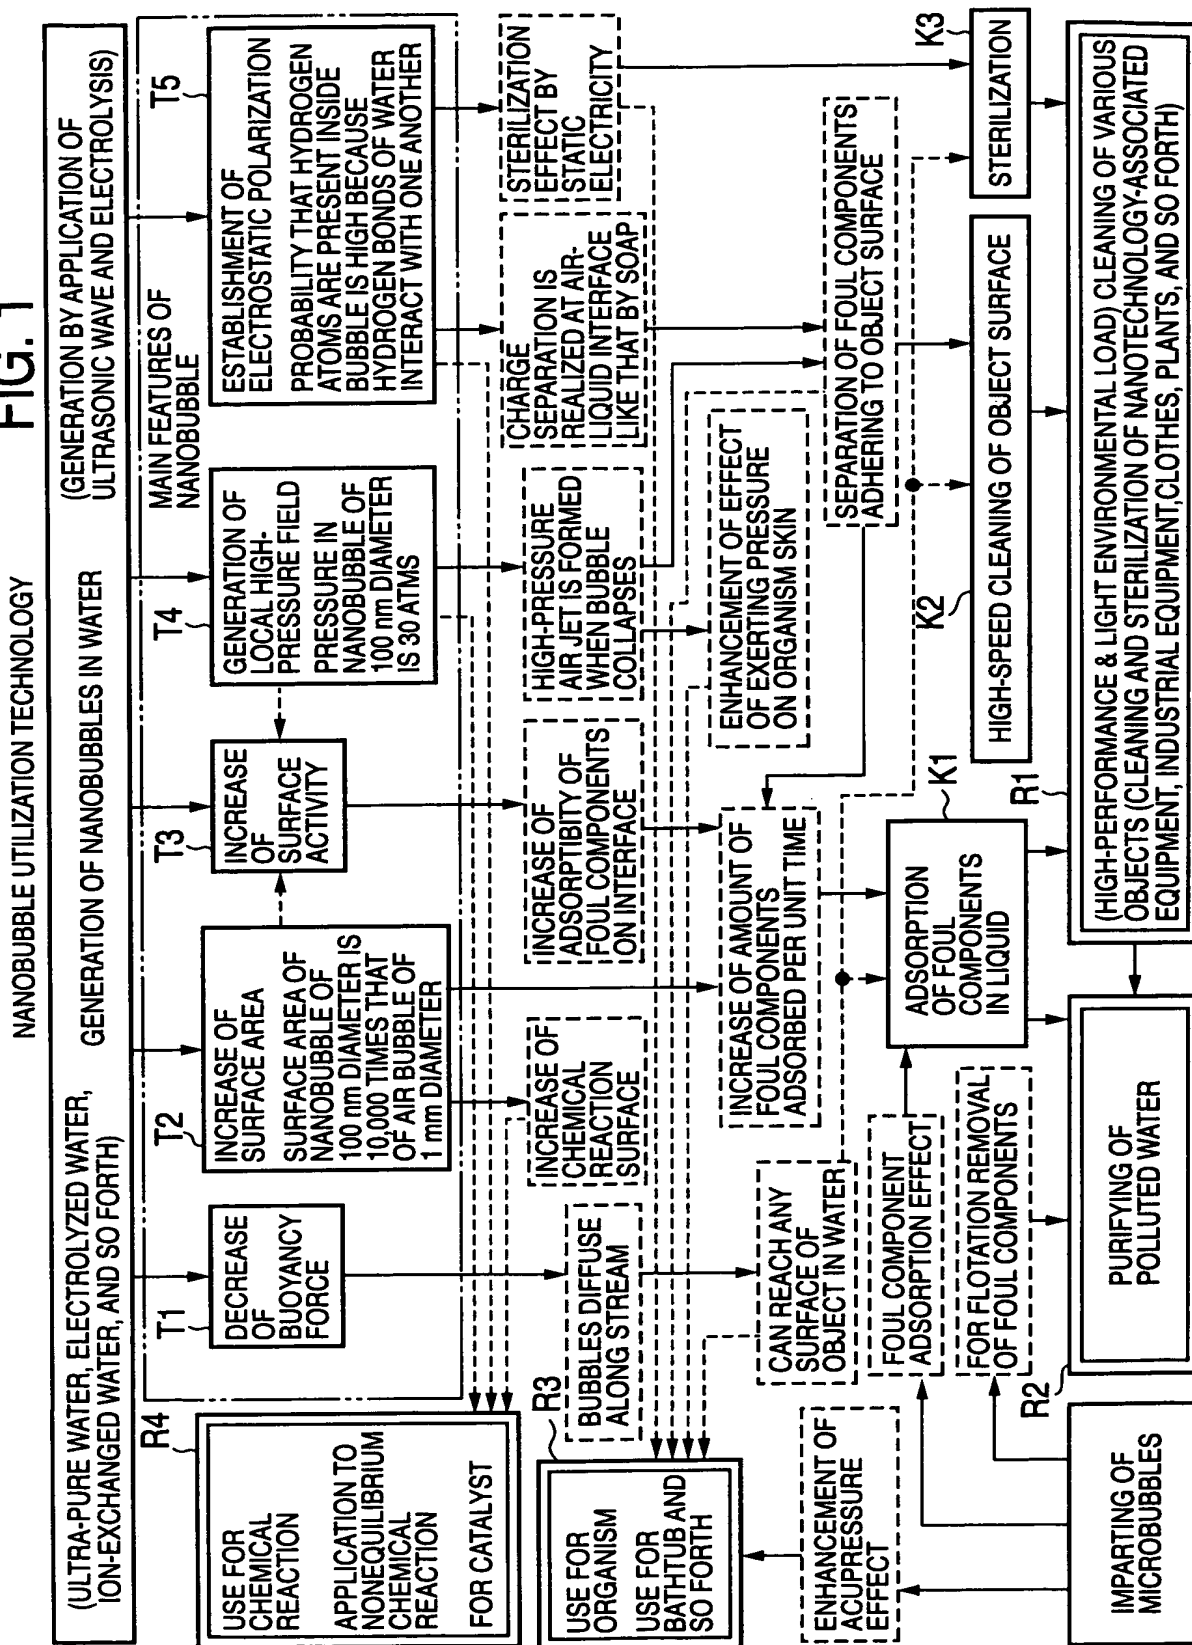 FIG. 1
NANOBUBBLE UTILIZATION TECHNOLOGY
(ULTRA-PURE WATER, ELECTROLYZED WATER,
ION-EXCHANGED WATER, AND SO FORTH)
GENERATION OF NANOBUBBLES IN WATER
(GENERATION BY APPLICATION OF
ULTRASONIC WAVE AND ELECTROLYSIS)
MAIN FEATURES OF
NANOBUBBLE
R4
USE FOR
CHEMICAL
REACTION
APPLICATION TO
NONEQUILIBRIUM
CHEMICAL
REACTION
FOR CATALYST
T1
DECREASE
OF
BUOYANCY
FORCE
T2
INCREASE OF
SURFACE AREA
SURFACE AREA OF
NANOBUBBLE OF
100 nm DIAMETER IS
10,000 TIMES THAT
OF AIR BUBBLE OF
1 mm DIAMETER
T3
INCREASE
OF
SURFACE
ACTIVITY
T4
GENERATION OF
LOCAL HIGH-
PRESSURE FIELD
PRESSURE IN
NANOBUBBLE OF
100 nm DIAMETER
IS 30 ATMS
T5
ESTABLISHMENT OF
ELECTROSTATIC POLARIZATION
PROBABILITY THAT HYDROGEN
ATOMS ARE PRESENT INSIDE
BUBBLE IS HIGH BECAUSE
HYDROGEN BONDS OF WATER
INTERACT WITH ONE ANOTHER
R3
USE FOR
ORGANISM
USE FOR
BATHTUB AND
SO FORTH
BUBBLES DIFFUSE
ALONG STREAM
INCREASE OF
CHEMICAL
REACTION
SURFACE
INCREASE OF
ADSORPTIBITY OF
FOUL COMPONENTS
ON INTERFACE
HIGH-PRESSURE
AIR JET IS FORMED
WHEN BUBBLE
COLLAPSES
CHARGE
SEPARATION IS
REALIZED AT AIR-
LIQUID INTERFACE
LIKE THAT BY SOAP
STERILIZATION
EFFECT BY
STATIC
ELECTRICITY
CAN REACH ANY
SURFACE OF
OBJECT IN WATER
INCREASE OF AMOUNT OF
FOUL COMPONENTS
ADSORBED PER UNIT TIME
ENHANCEMENT OF EFFECT
OF EXERTING PRESSURE
ON ORGANISM SKIN
SEPARATION OF FOUL COMPONENTS
ADHERING TO OBJECT SURFACE
ENHANCEMENT OF
ACUPRESSURE
EFFECT
FOUL COMPONENT
ADSORPTION EFFECT
FOR FLOTATION REMOVAL
OF FOUL COMPONENTS
K1
ADSORPTION
OF FOUL
COMPONENTS
IN LIQUID
K2
HIGH-SPEED CLEANING OF OBJECT SURFACE
K3
STERILIZATION
IMPARTING OF
MICROBUBBLES
R2
PURIFYING OF
POLLUTED WATER
R1
(HIGH-PERFORMANCE & LIGHT ENVIRONMENTAL LOAD) CLEANING OF VARIOUS
OBJECTS (CLEANING AND STERILIZATION OF NANOTECHNOLOGY-ASSOCIATED
EQUIPMENT, INDUSTRIAL EQUIPMENT,CLOTHES, PLANTS, AND SO FORTH)